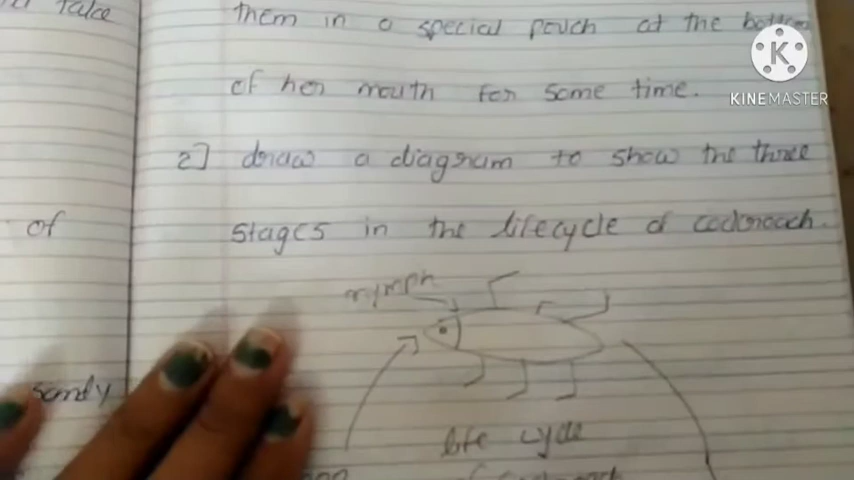 take
of
sandy
them in a special pouch at the bottom
of her mouth for some time.
2] draw a diagram to show the three
stages in the lifecycle of cockroach.
nymph
life cycle
KINEMASTER